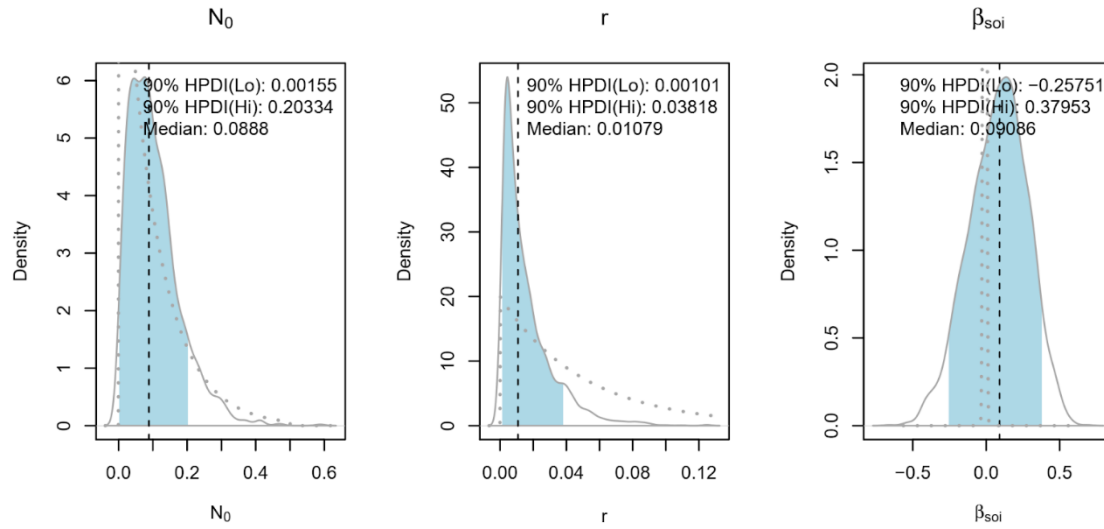 N0
90% HPDI(Lo): 0.00155
90% HPDI(Hi): 0.20334
Median: 0.0888
Density
0
1
2
3
4
5
6
0.0 0.2 0.4 0.6
N0
r
90% HPDI(Lo): 0.00101
90% HPDI(Hi): 0.03818
Median: 0.01079
Density
0
10
20
30
40
50
0.00 0.04 0.08 0.12
r
βsoi
90% HPDI(Lo): −0.25751
90% HPDI(Hi): 0.37953
Median: 0.09086
Density
0.0
0.5
1.0
1.5
2.0
−0.5 0.0 0.5
βsoi